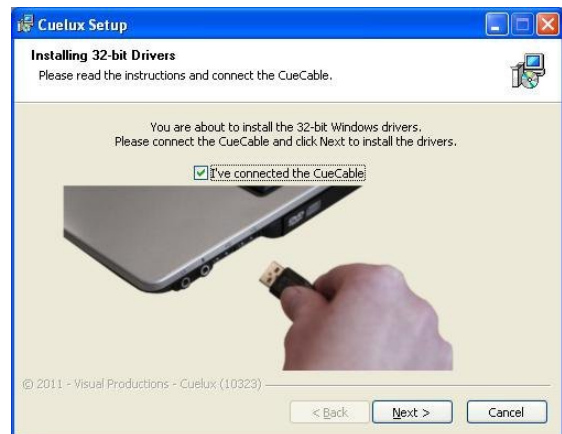 Cuelux Setup
Installing 32-bit Drivers
Please read the instructions and connect the CueCable.
You are about to install the 32-bit Windows drivers.
Please connect the CueCable and click Next to install the drivers.
I've connected the CueCable
© 2011 - Visual Productions - Cuelux (10323)
< Back
Next >
Cancel